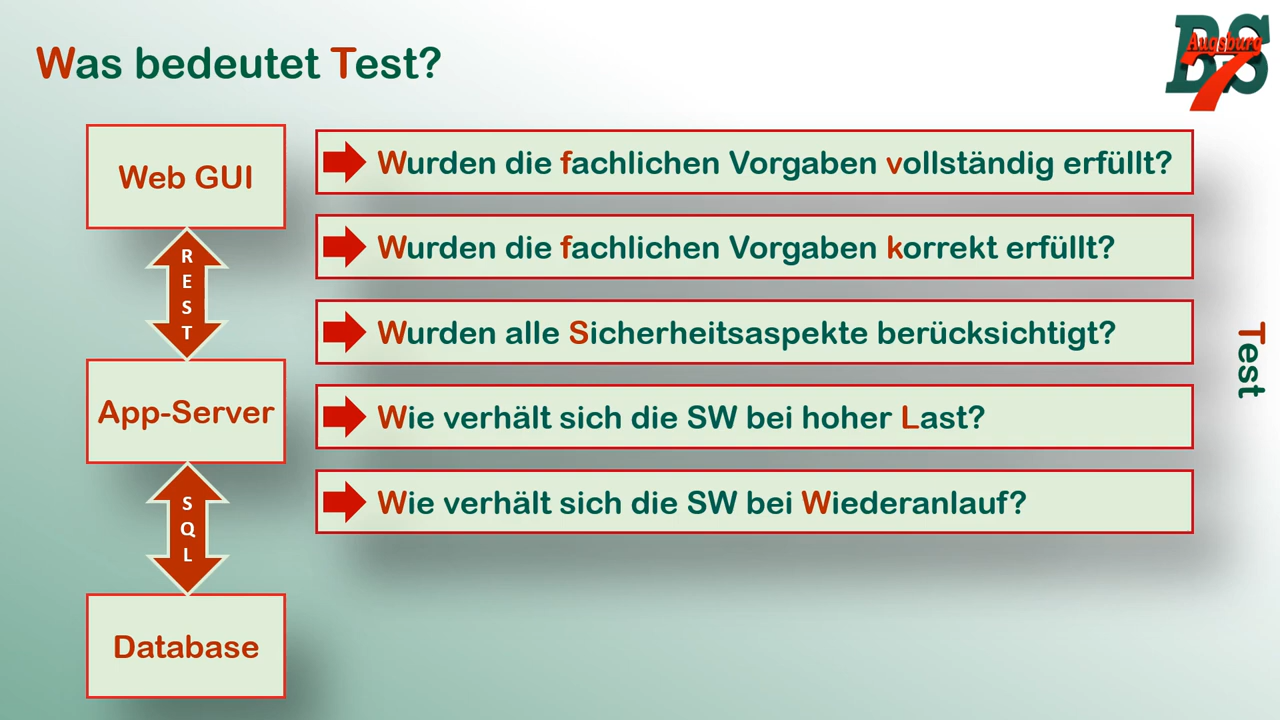 Was bedeutet Test?
BS
Augsburg
7
Web GUI
REST
App-Server
SQL
Database
Wurden die fachlichen Vorgaben vollständig erfüllt?
Wurden die fachlichen Vorgaben korrekt erfüllt?
Wurden alle Sicherheitsaspekte berücksichtigt?
Wie verhält sich die SW bei hoher Last?
Wie verhält sich die SW bei Wiederanlauf?
Test